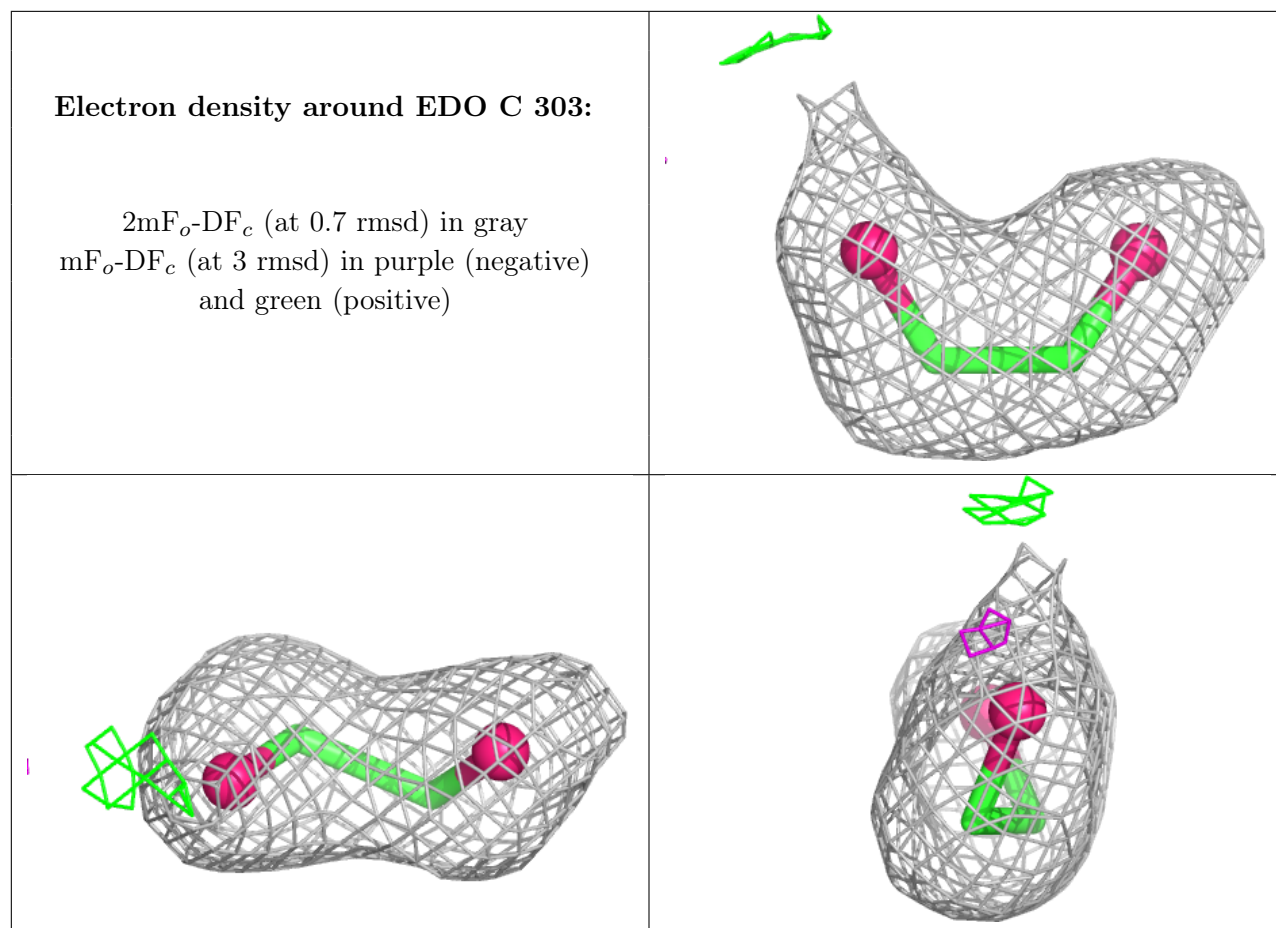 Electron density around EDO C 303:
2mFo-DFc (at 0.7 rmsd) in gray
mFo-DFc (at 3 rmsd) in purple (negative)
and green (positive)